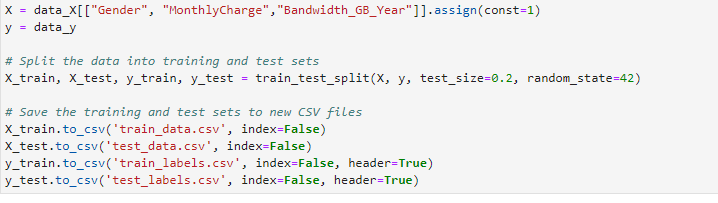 X = data_X[["Gender", "MonthlyCharge","Bandwidth_GB_Year"]].assign(const=1)
y = data_y
# Split the data into training and test sets
X_train, X_test, y_train, y_test = train_test_split(X, y, test_size=0.2, random_state=42)
# Save the training and test sets to new CSV files
X_train.to_csv('train_data.csv', index=False)
X_test.to_csv('test_data.csv', index=False)
y_train.to_csv('train_labels.csv', index=False, header=True)
y_test.to_csv('test_labels.csv', index=False, header=True)